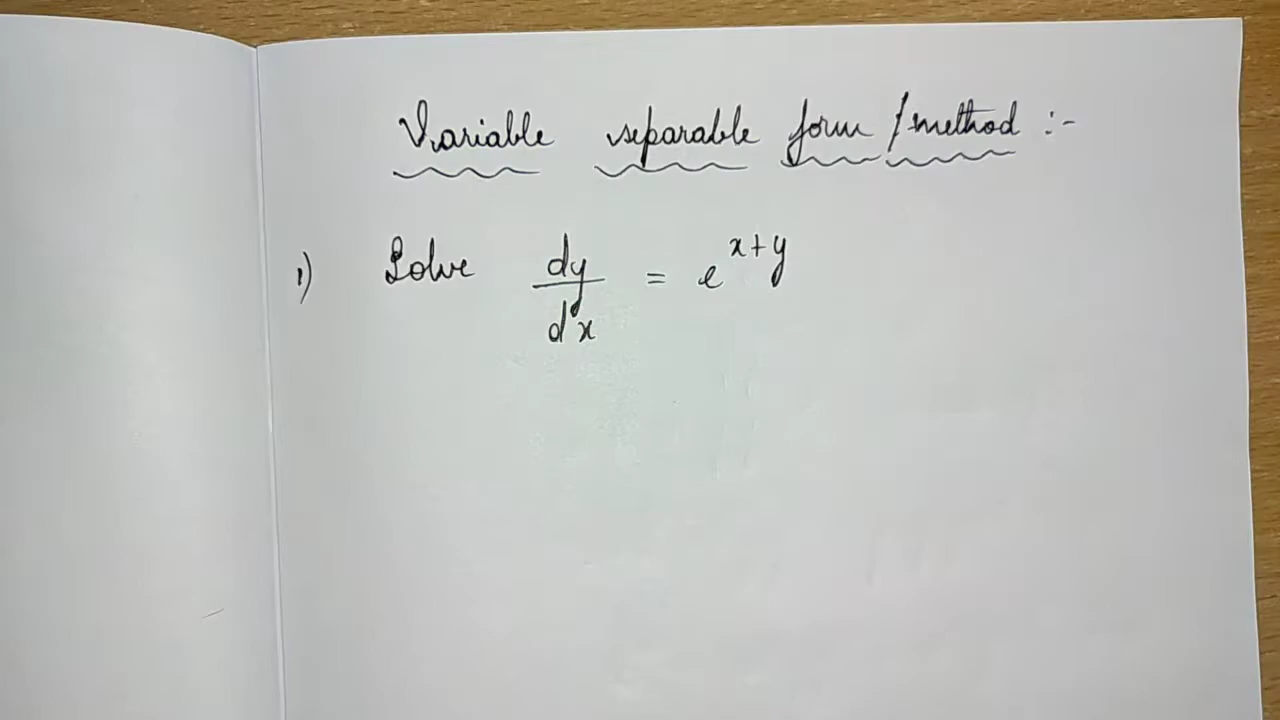 Variable separable form / method :-
1) Solve dy/dx = e^(x+y)